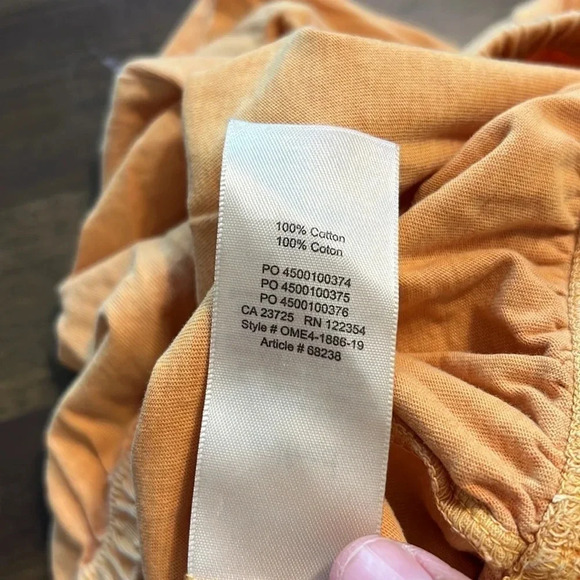 100% Cotton
100% Coton
PO 4500100374
PO 4500100375
PO 4500100376
CA 23725 RN 122354
Style # OME4-1886-19
Article # 68238